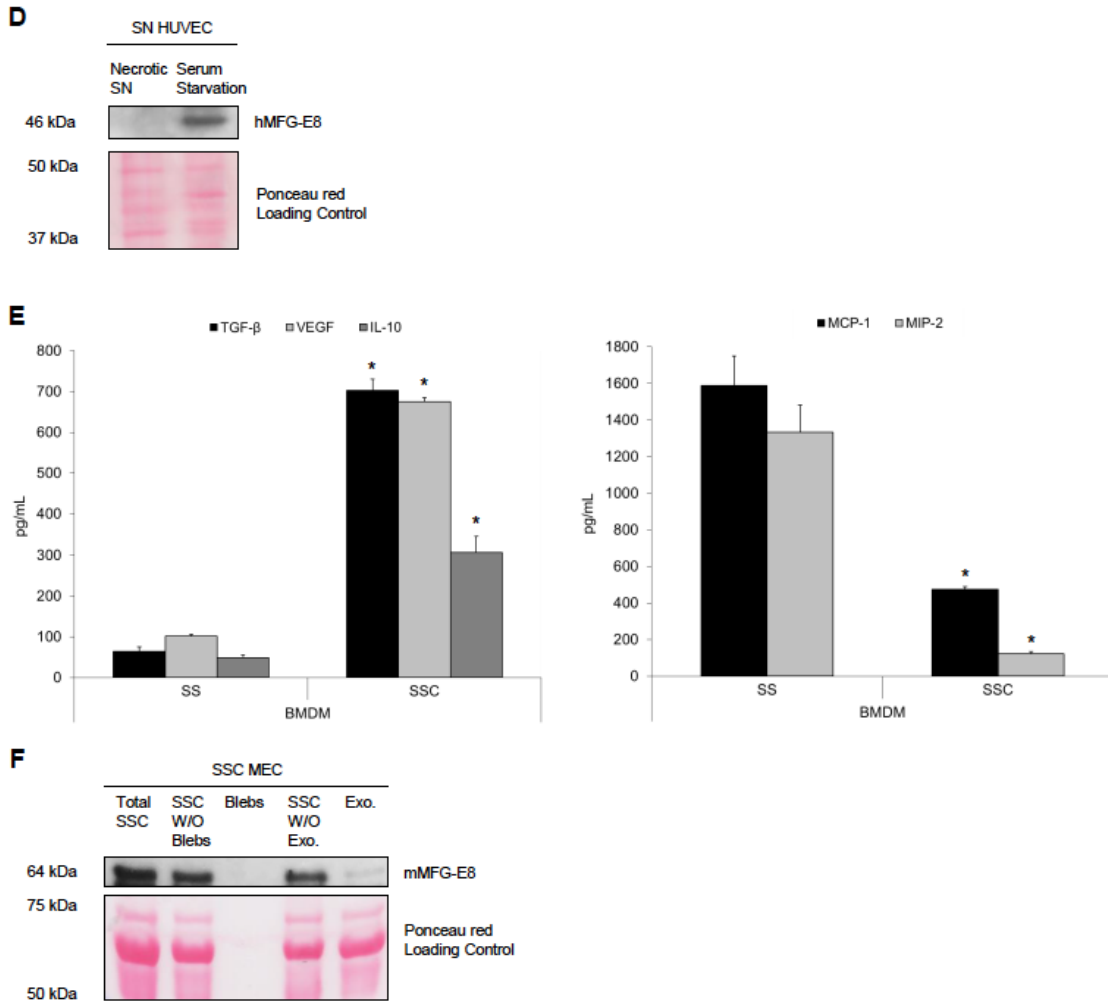 D
SN HUVEC
Necrotic SN
Serum Starvation
46 kDa
hMFG-E8
50 kDa
Ponceau red
Loading Control
37 kDa
E
TGF-β VEGF IL-10
800
700
600
500
400
300
200
100
0
pg/mL
* * *
SS SSC
BMDM
MCP-1 MIP-2
1800
1600
1400
1200
1000
800
600
400
200
0
pg/mL
* *
SS SSC
BMDM
F
SSC MEC
Total SSC
SSC W/O Blebs
Blebs
SSC W/O Exo.
Exo.
64 kDa
mMFG-E8
75 kDa
Ponceau red
Loading Control
50 kDa